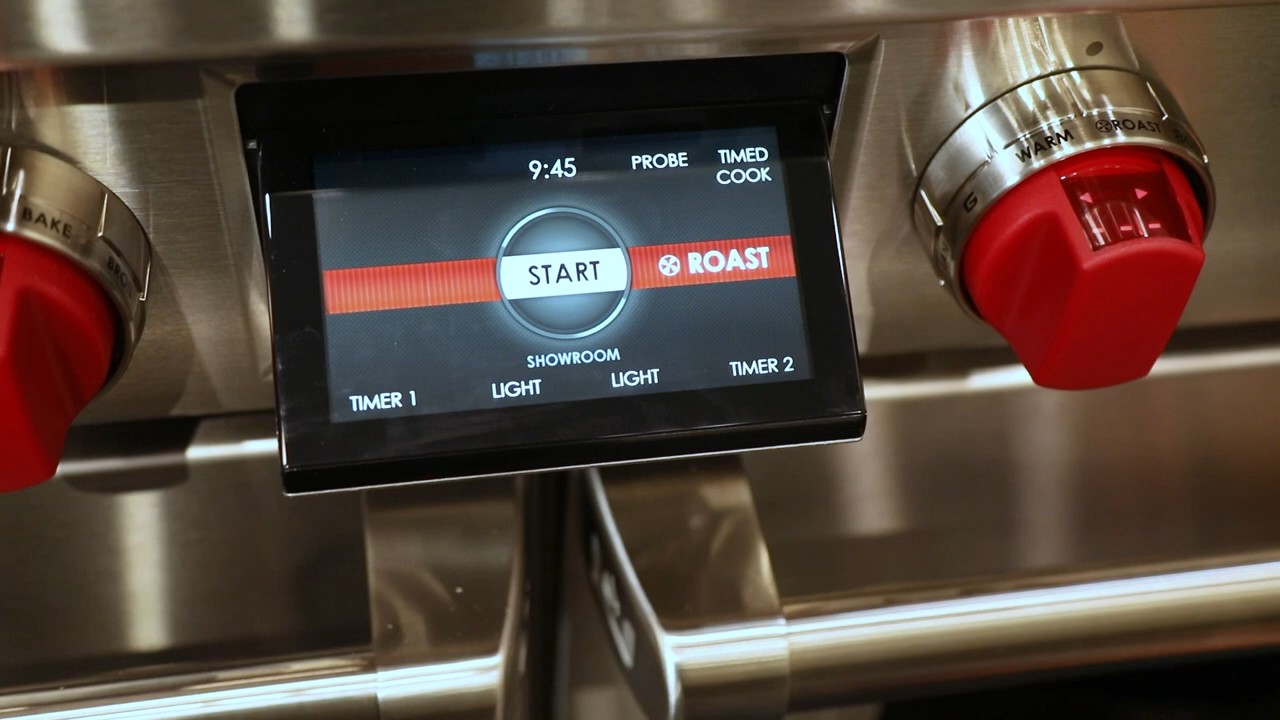 9:45
PROBE
TIMED
COOK
START
ROAST
SHOWROOM
TIMER 1
LIGHT
LIGHT
TIMER 2
BAKE
WARM
ROAST
G